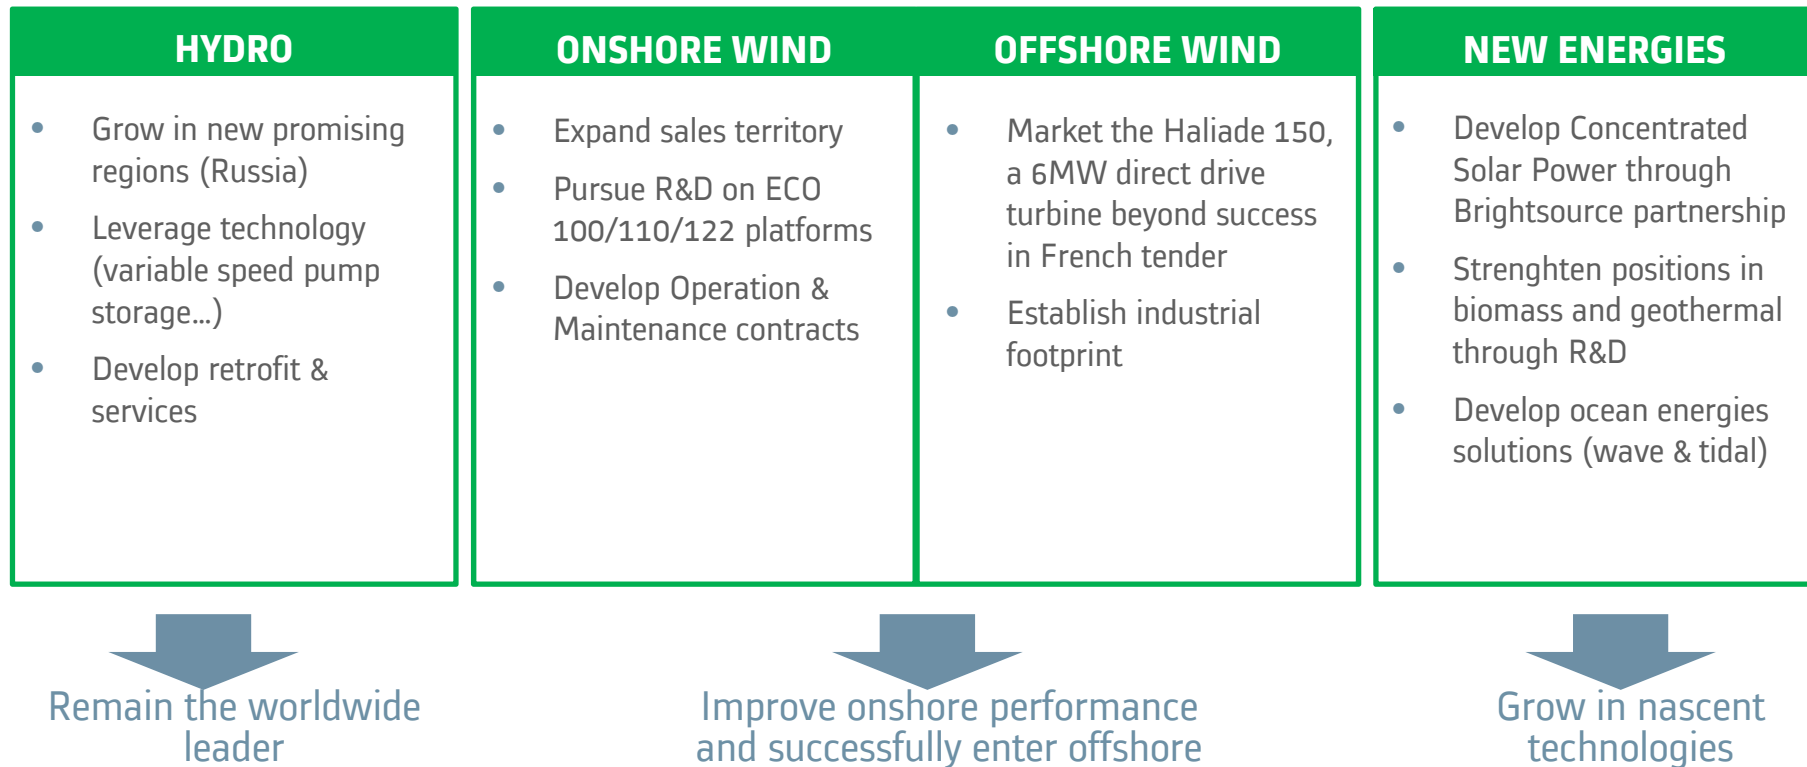 HYDRO
• Grow in new promising
regions (Russia)
• Leverage technology
(variable speed pump
storage...)
• Develop retrofit &
services
ONSHORE WIND
• Expand sales territory
• Pursue R&D on ECO
100/110/122 platforms
• Develop Operation &
Maintenance contracts
OFFSHORE WIND
• Market the Haliade 150,
a 6MW direct drive
turbine beyond success
in French tender
• Establish industrial
footprint
NEW ENERGIES
• Develop Concentrated
Solar Power through
Brightsource partnership
• Strenghten positions in
biomass and geothermal
through R&D
• Develop ocean energies
solutions (wave & tidal)
Remain the worldwide
leader
Improve onshore performance
and successfully enter offshore
Grow in nascent
technologies